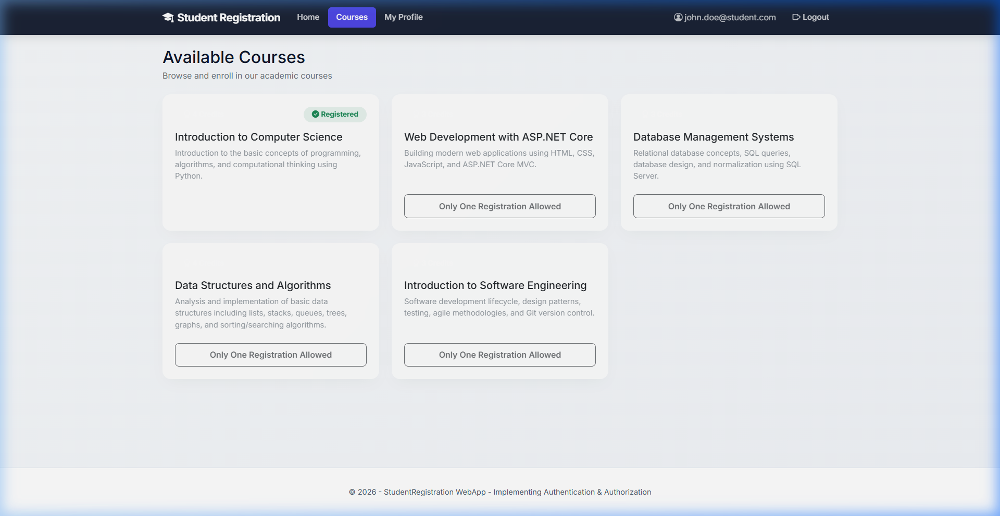 Student Registration
Home
Courses
My Profile
john.doe@student.com
Logout
Available Courses
Browse and enroll in our academic courses
Registered
Introduction to Computer Science
Introduction to the basic concepts of programming,
algorithms, and computational thinking using
Python.
Web Development with ASP.NET Core
Building modern web applications using HTML, CSS,
JavaScript, and ASP.NET Core MVC.
Only One Registration Allowed
Database Management Systems
Relational database concepts, SQL queries,
database design, and normalization using SQL
Server.
Only One Registration Allowed
Data Structures and Algorithms
Analysis and implementation of basic data
structures including lists, stacks, queues, trees,
graphs, and sorting/searching algorithms.
Only One Registration Allowed
Introduction to Software Engineering
Software development lifecycle, design patterns,
testing, agile methodologies, and Git version control.
Only One Registration Allowed
© 2026 - StudentRegistration WebApp - Implementing Authentication & Authorization